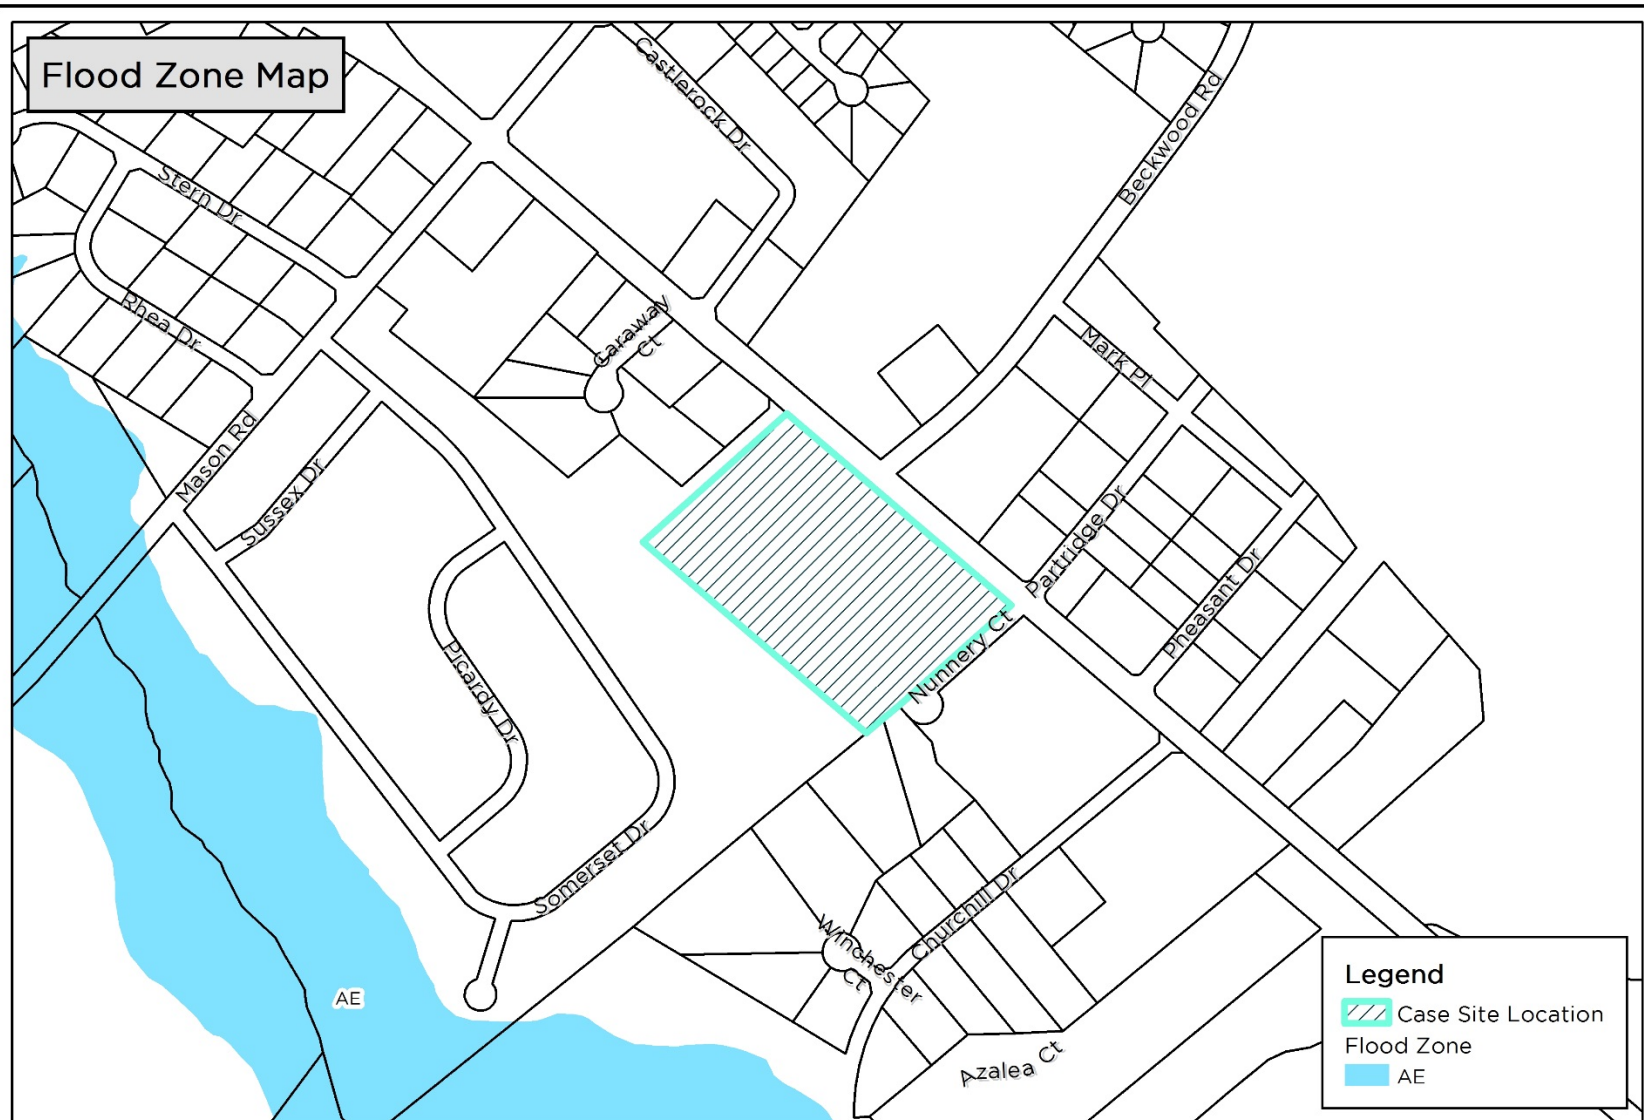 Flood Zone Map
Castlerock Dr
Beckwood Rd
Stern Dr
Rhea Dr
Caraway
Ct
Mark Pl
Mason Rd
Sussex Dr
Partridge Dr
Pheasant Dr
Nunnery Ct
Picardy Dr
Somerset Dr
Churchill Dr
Winchester
Ct
AE
Azalea Ct
Legend
Case Site Location
Flood Zone
AE